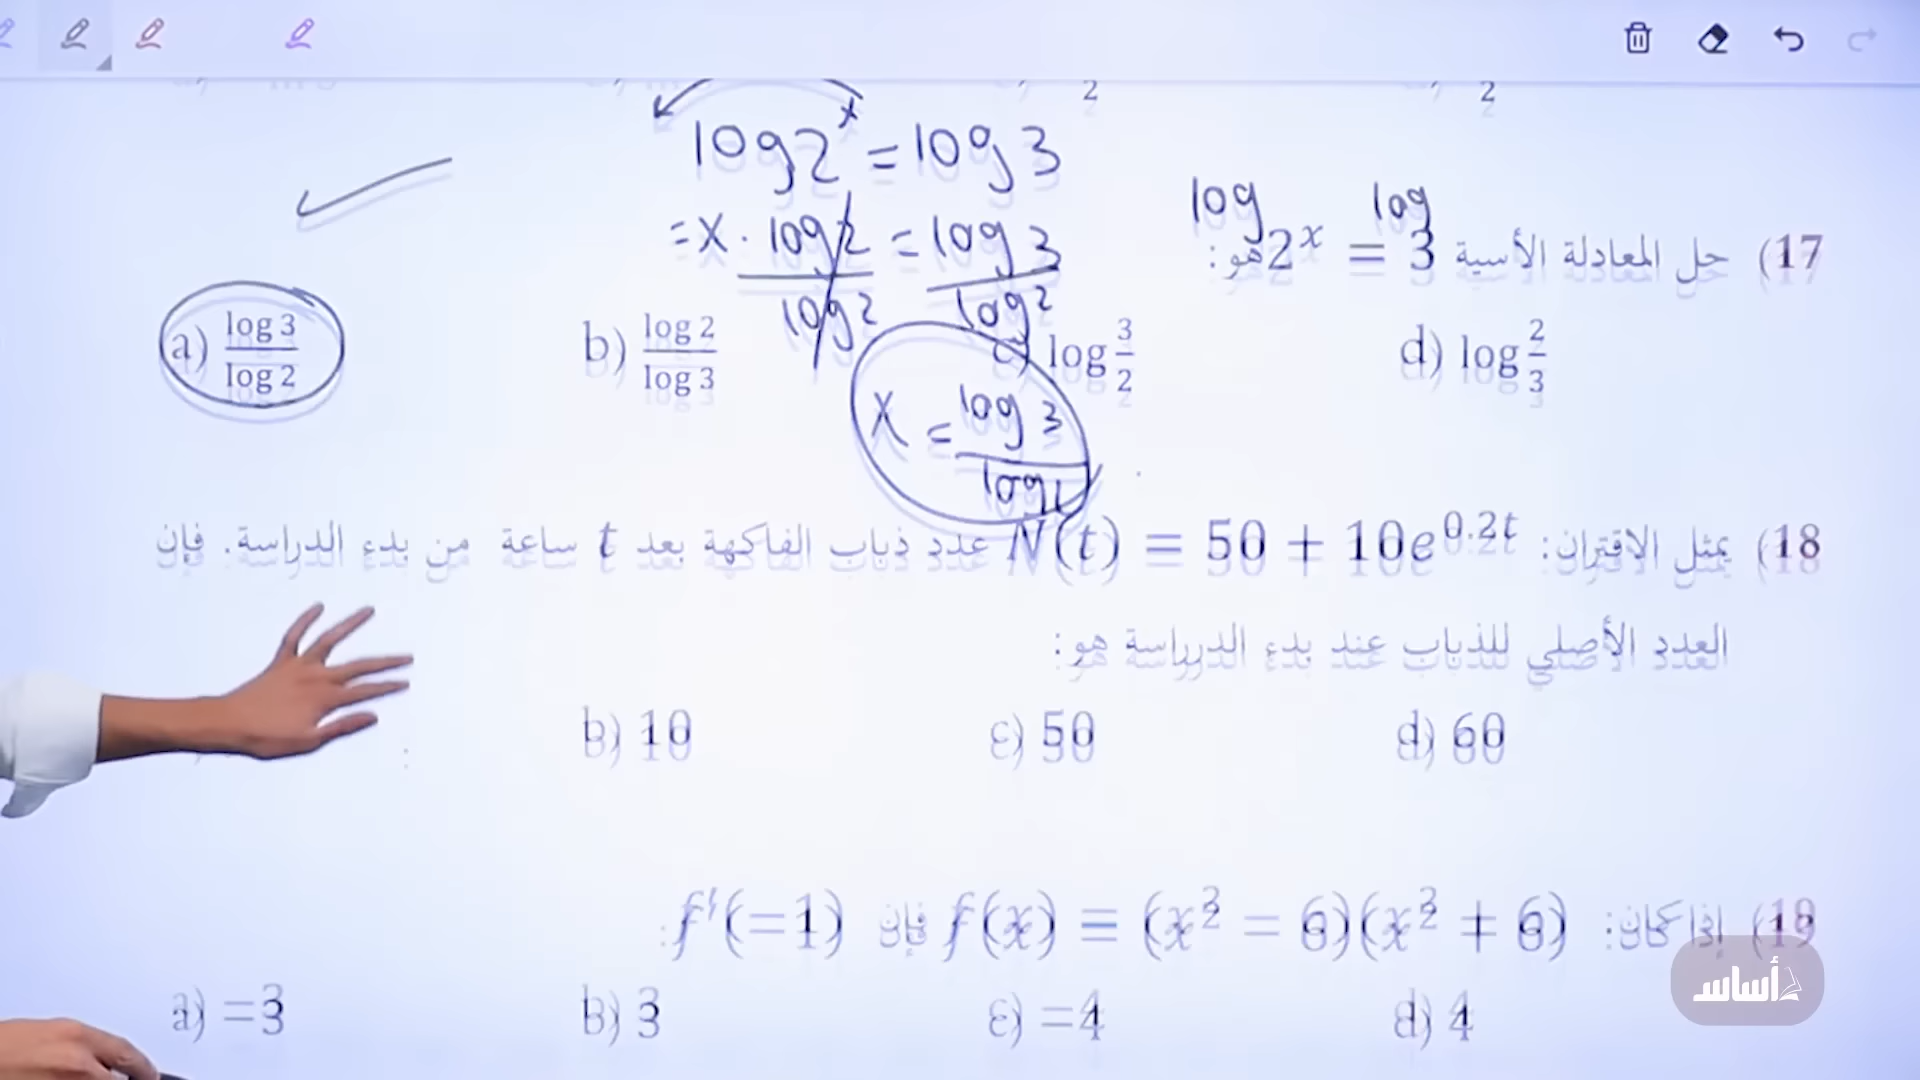 log 2^x = log 3
= x · log 2 / log 2 = log 3 / log 2
x = log 3 / log 2
log log
17) حل المعادلة الأسية 2^x = 3 هو:
a) log 3 / log 2 b) log 2 / log 3 c) log 3/2 d) log 2/3
18) يمثل الاقتران: N(t) = 50 + 10e^{0.2t} عدد ذباب الفاكهة بعد t ساعة من بدء الدراسة. فإن
العدد الأصلي للذباب عند بدء الدراسة هو:
b) 10 c) 50 d) 60
19) إذا كان: f(x) = (x² − 6)(x² + 6) فإن f′(−1):
a) −3 b) 3 c) −4 d) 4
أساس